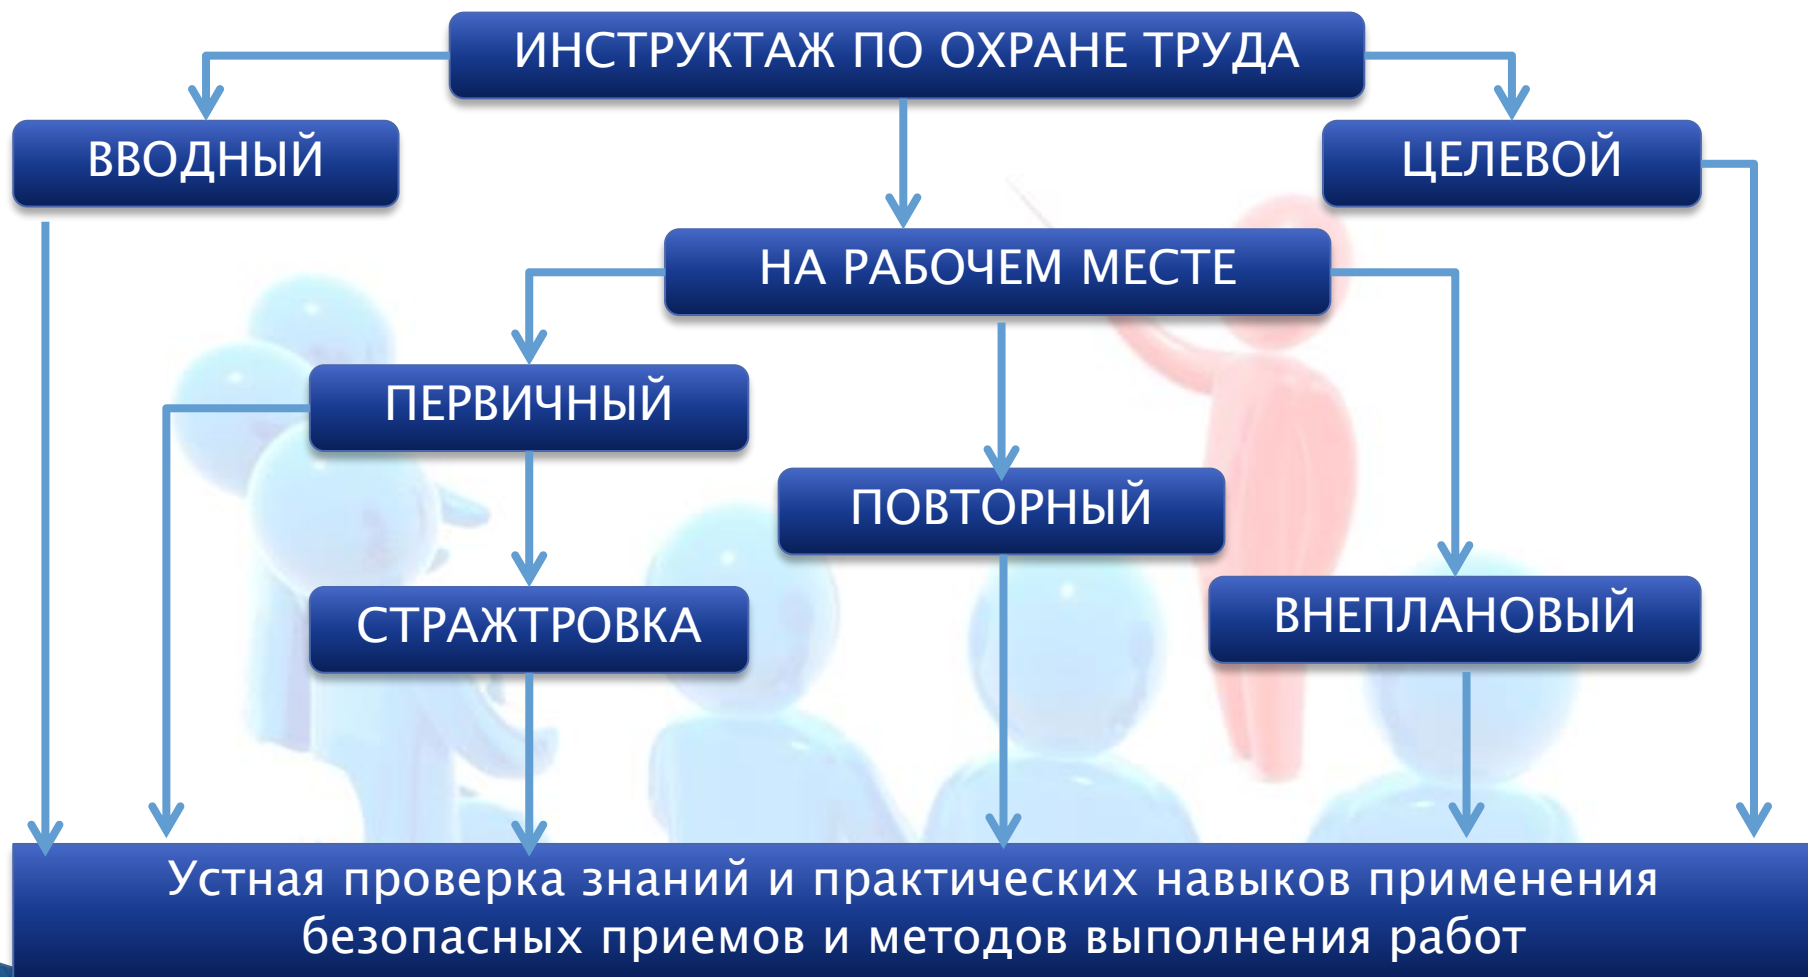 ИНСТРУКТАЖ ПО ОХРАНЕ ТРУДА
ВВОДНЫЙ
ЦЕЛЕВОЙ
НА РАБОЧЕМ МЕСТЕ
ПЕРВИЧНЫЙ
ПОВТОРНЫЙ
СТРАЖТРОВКА
ВНЕПЛАНОВЫЙ
Устная проверка знаний и практических навыков применения
безопасных приемов и методов выполнения работ